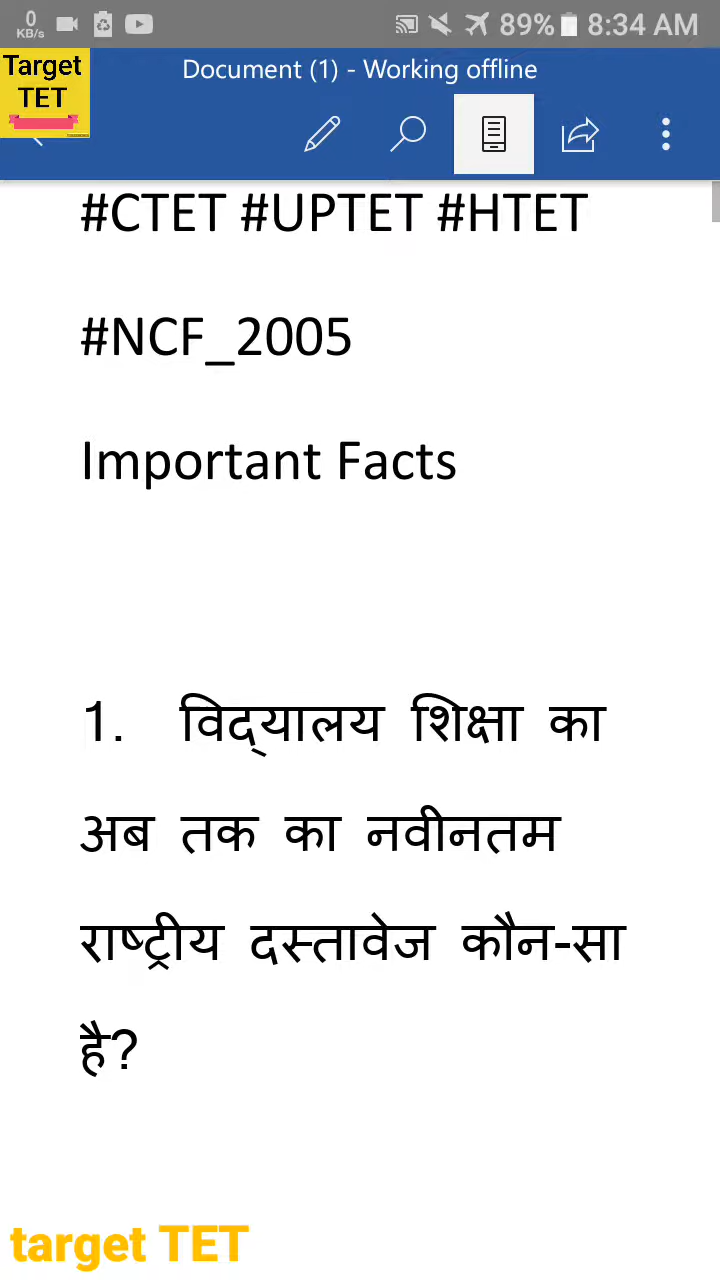 0
KB/s
89%
8:34 AM
Target
TET
Document (1) - Working offline
#CTET #UPTET #HTET
#NCF_2005
Important Facts
1. विद्यालय शिक्षा का
अब तक का नवीनतम
राष्ट्रीय दस्तावेज कौन-सा
है?
target TET